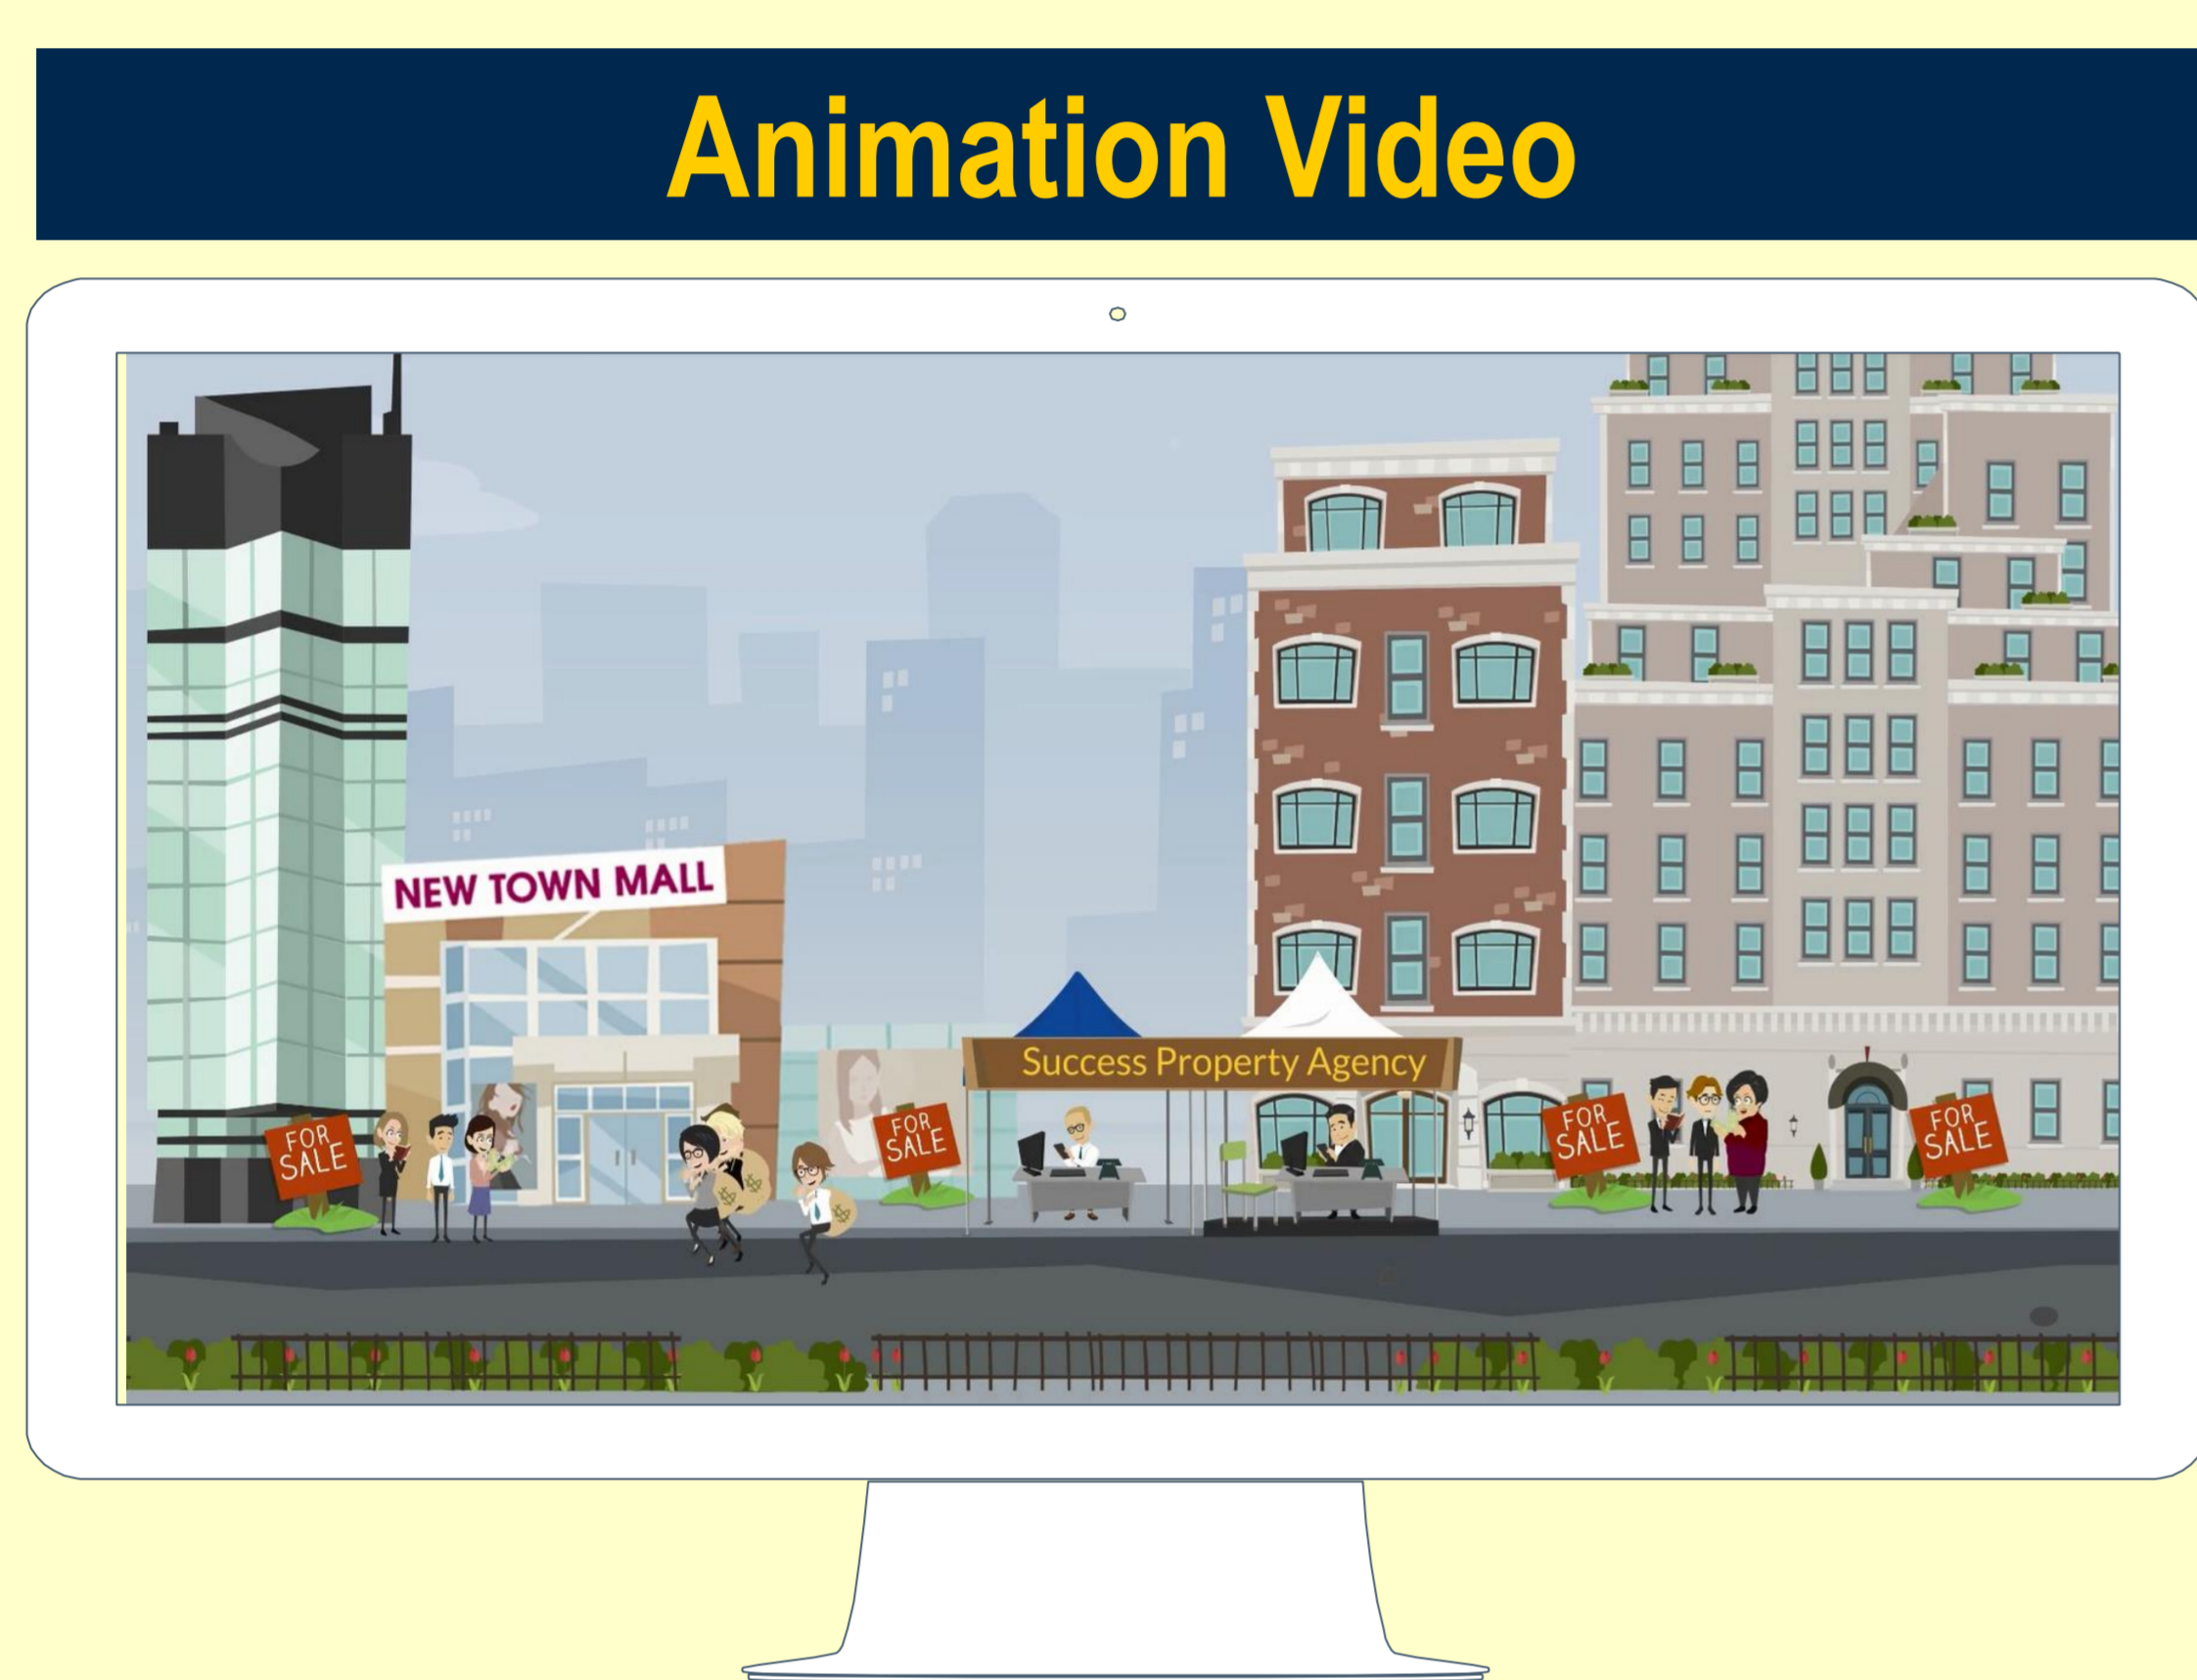 Animation Video
NEW TOWN MALL
Success Property Agency
FOR
SALE
FOR
SALE
FOR
SALE
FOR
SALE